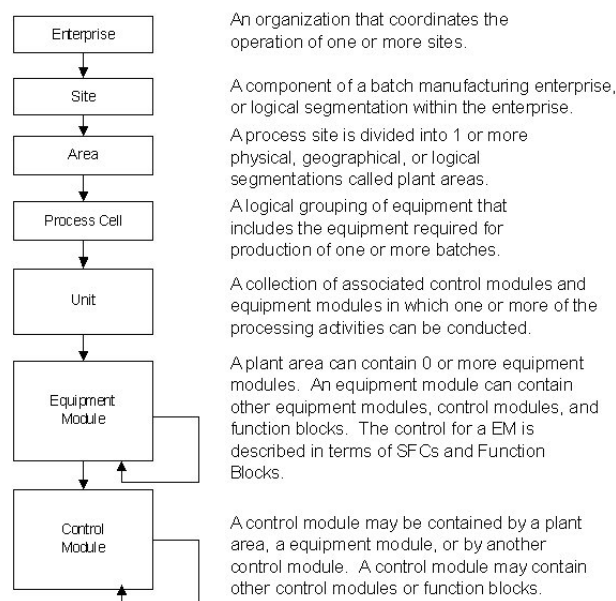 Enterprise
An organization that coordinates the
operation of one or more sites.
Site
A component of a batch manufacturing enterprise,
or logical segmentation within the enterprise.
Area
A process site is divided into 1 or more
physical, geographical, or logical
segmentations called plant areas.
Process Cell
A logical grouping of equipment that
includes the equipment required for
production of one or more batches.
Unit
A collection of associated control modules and
equipment modules in which one or more of the
processing activities can be conducted.
Equipment
Module
A plant area can contain 0 or more equipment
modules. An equipment module can contain
other equipment modules, control modules, and
function blocks. The control for a EM is
described in terms of SFCs and Function
Blocks.
Control
Module
A control module may be contained by a plant
area, a equipment module, or by another
control module. A control module may contain
other control modules or function blocks.